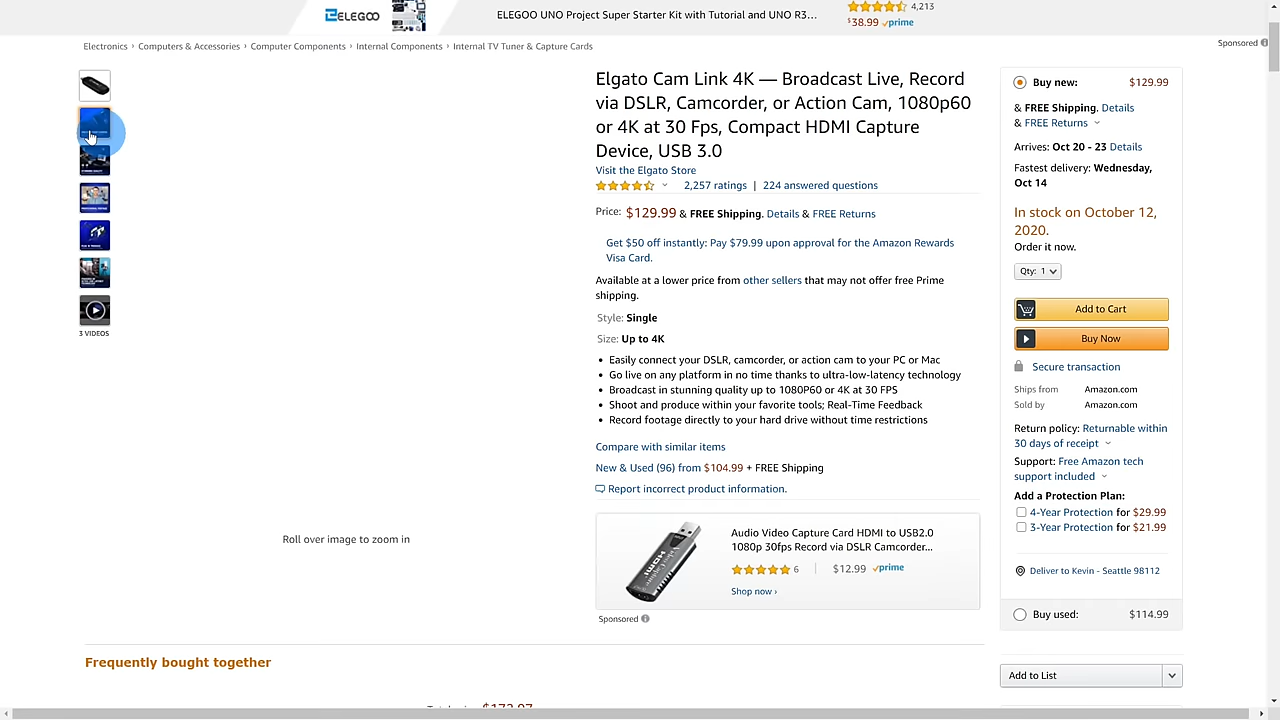 ELEGOO
ELEGOO UNO Project Super Starter Kit with Tutorial and UNO R3...
4,213
$38.99 prime
Electronics › Computers & Accessories › Computer Components › Internal Components › Internal TV Tuner & Capture Cards
Sponsored
Elgato Cam Link 4K — Broadcast Live, Record
via DSLR, Camcorder, or Action Cam, 1080p60
or 4K at 30 Fps, Compact HDMI Capture
Device, USB 3.0
Visit the Elgato Store
2,257 ratings | 224 answered questions
Price: $129.99 & FREE Shipping. Details & FREE Returns
Get $50 off instantly: Pay $79.99 upon approval for the Amazon Rewards
Visa Card.
Available at a lower price from other sellers that may not offer free Prime
shipping.
Style: Single
Size: Up to 4K
• Easily connect your DSLR, camcorder, or action cam to your PC or Mac
• Go live on any platform in no time thanks to ultra-low-latency technology
• Broadcast in stunning quality up to 1080P60 or 4K at 30 FPS
• Shoot and produce within your favorite tools; Real-Time Feedback
• Record footage directly to your hard drive without time restrictions
Compare with similar items
New & Used (96) from $104.99 + FREE Shipping
Report incorrect product information.
HDMI
Audio Video Capture Card HDMI to USB2.0
1080p 30fps Record via DSLR Camcorder...
6
$12.99 prime
Shop now ›
Sponsored
3 VIDEOS
Roll over image to zoom in
Buy new: $129.99
& FREE Shipping. Details
& FREE Returns
Arrives: Oct 20 - 23 Details
Fastest delivery: Wednesday,
Oct 14
In stock on October 12,
2020.
Order it now.
Qty: 1
Add to Cart
Buy Now
Secure transaction
Ships from Amazon.com
Sold by Amazon.com
Return policy: Returnable within
30 days of receipt
Support: Free Amazon tech
support included
Add a Protection Plan:
4-Year Protection for $29.99
3-Year Protection for $21.99
Deliver to Kevin - Seattle 98112
Buy used: $114.99
Add to List
Frequently bought together